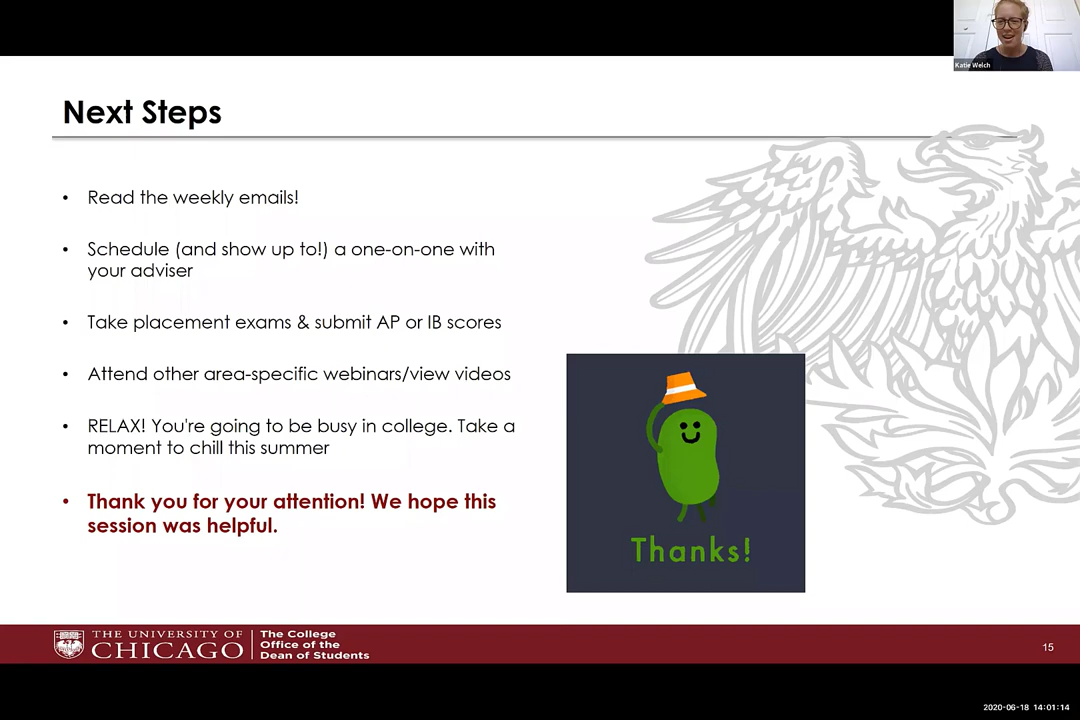 Katie Welch
Next Steps
• Read the weekly emails!
• Schedule (and show up to!) a one-on-one with
your adviser
• Take placement exams & submit AP or IB scores
• Attend other area-specific webinars/view videos
• RELAX! You're going to be busy in college. Take a
moment to chill this summer
• Thank you for your attention! We hope this
session was helpful.
Thanks!
THE UNIVERSITY OF
CHICAGO
The College
Office of the
Dean of Students
15
2020-06-18 14:01:14